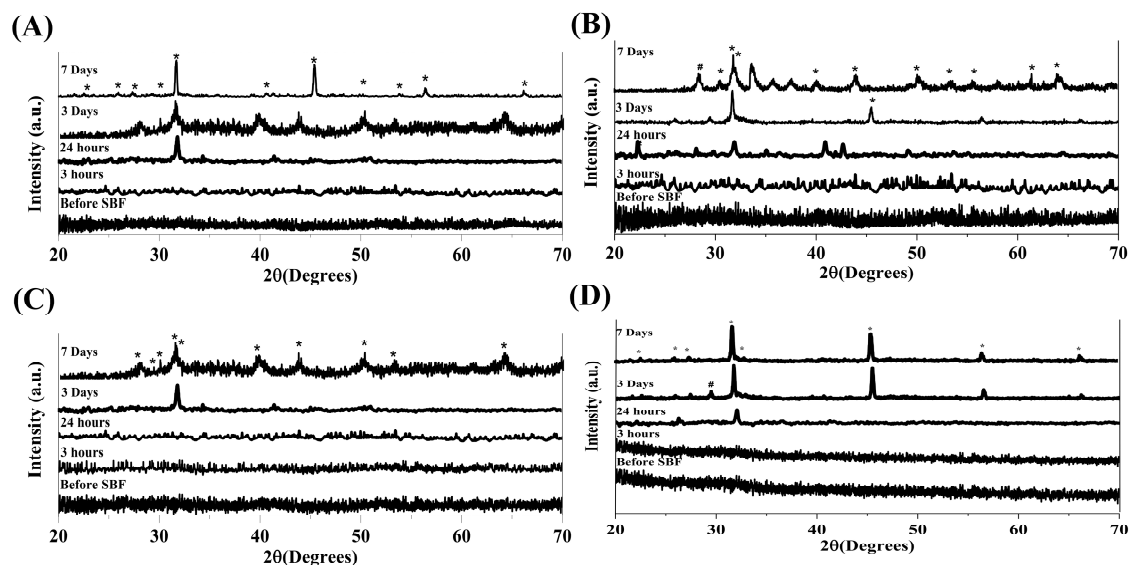 (A)
Intensity (a.u.)
7 Days
* * * * * * * * * * *
3 Days
24 hours
3 hours
Before SBF
20 30 40 50 60 70
2θ(Degrees)
(B)
Intensity (a.u.)
7 Days
# * * * * * * * * * *
3 Days
*
24 hours
3 hours
Before SBF
20 30 40 50 60 70
2θ(Degrees)
(C)
Intensity (a.u.)
7 Days
* * * * * * * * * *
3 Days
24 hours
3 hours
Before SBF
20 30 40 50 60 70
2θ(Degrees)
(D)
Intensity (a.u.)
7 Days
* * * * * * * *
3 Days
#
24 hours
3 hours
Before SBF
20 30 40 50 60 70
2θ(Degrees)